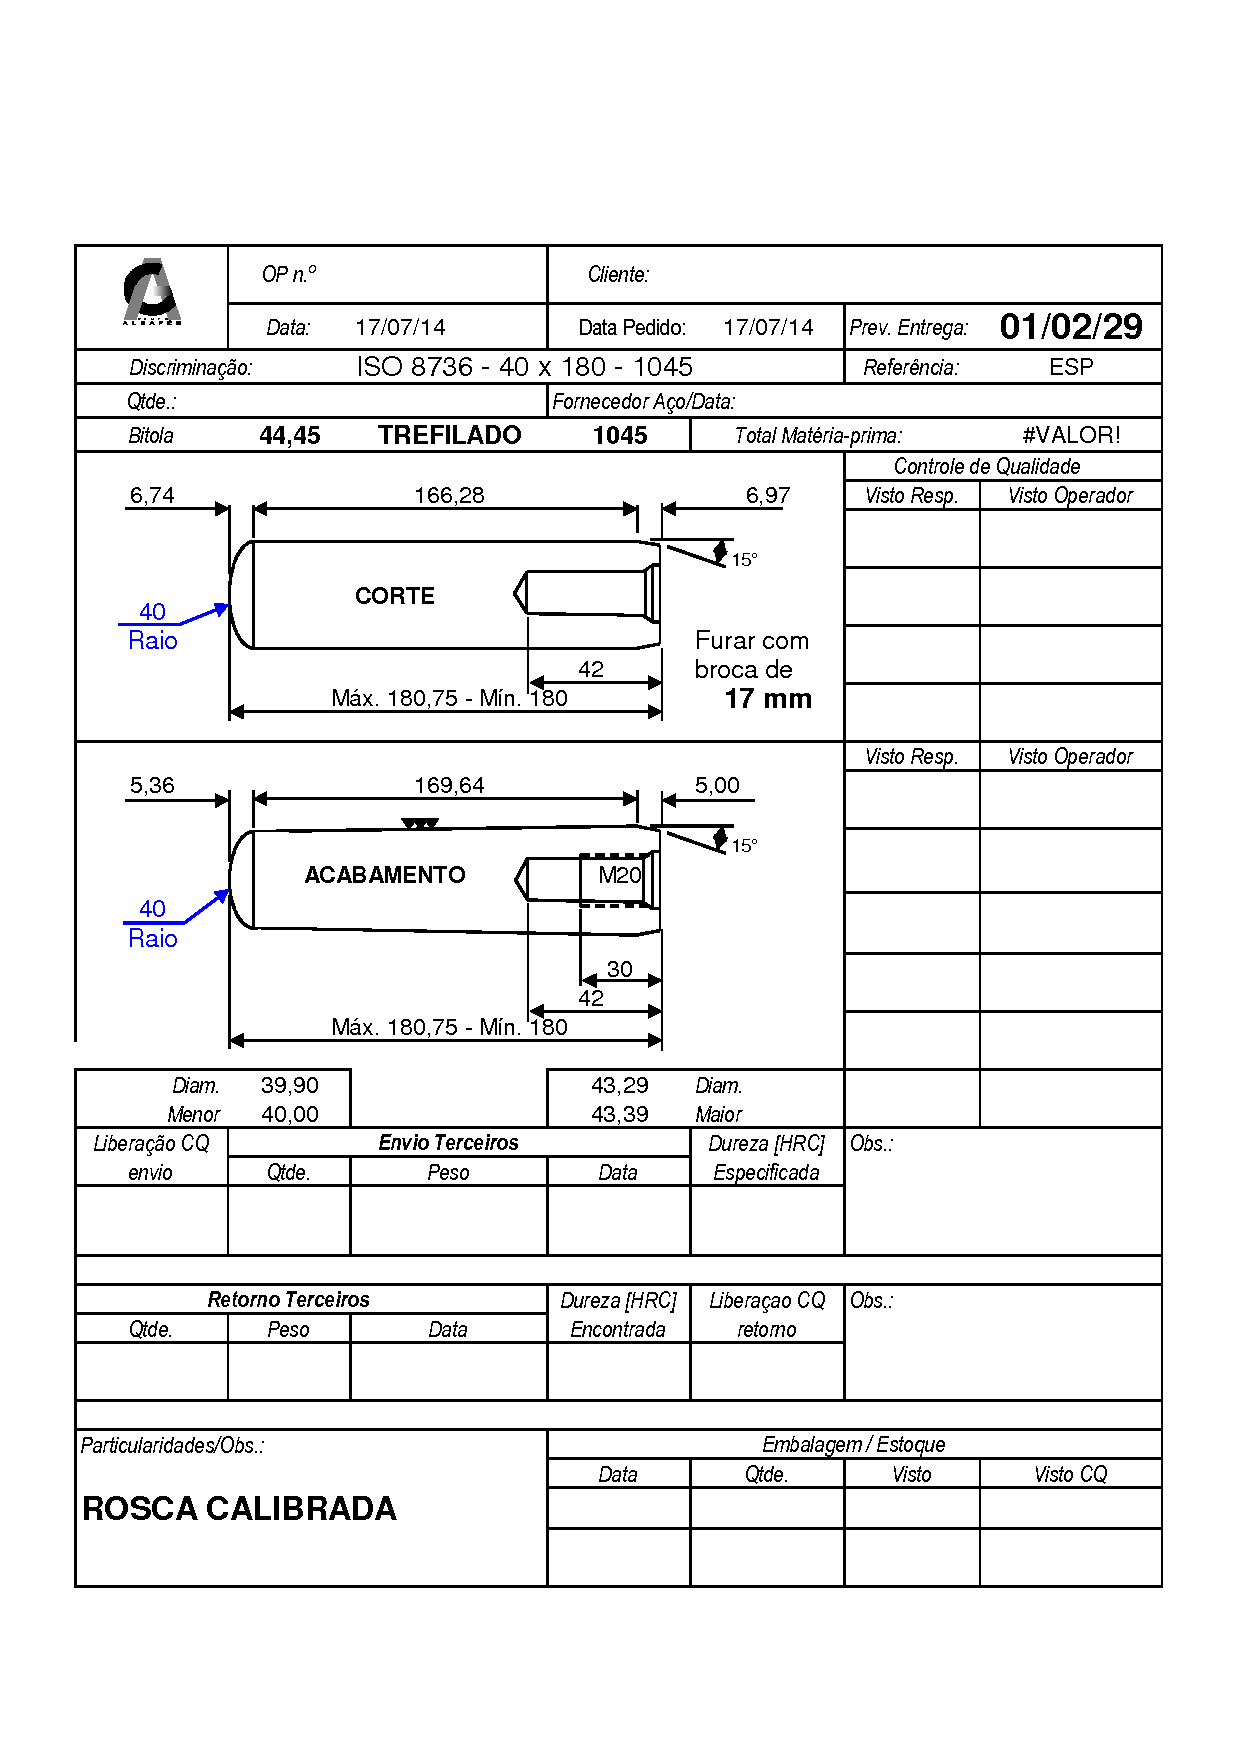 ALBAPES
OP n.º Cliente:
Data: 17/07/14 Data Pedido: 17/07/14 Prev. Entrega: 01/02/29
Discriminação: ISO 8736 - 40 x 180 - 1045 Referência: ESP
Qtde.: Fornecedor Aço/Data:
Bitola 44,45 TREFILADO 1045 Total Matéria-prima: #VALOR!
Controle de Qualidade
6,74 166,28 6,97 Visto Resp. Visto Operador
15°
CORTE
40
Raio Furar com
42 broca de
Máx. 180,75 - Mín. 180 17 mm
Visto Resp. Visto Operador
5,36 169,64 5,00
15°
ACABAMENTO M20
40
Raio
30
42
Máx. 180,75 - Mín. 180
Diam. 39,90 43,29 Diam.
Menor 40,00 43,39 Maior
Liberação CQ Envio Terceiros Dureza [HRC] Obs.:
envio Qtde. Peso Data Especificada
Retorno Terceiros Dureza [HRC] Liberaçao CQ Obs.:
Qtde. Peso Data Encontrada retorno
Particularidades/Obs.: Embalagem / Estoque
Data Qtde. Visto Visto CQ
ROSCA CALIBRADA